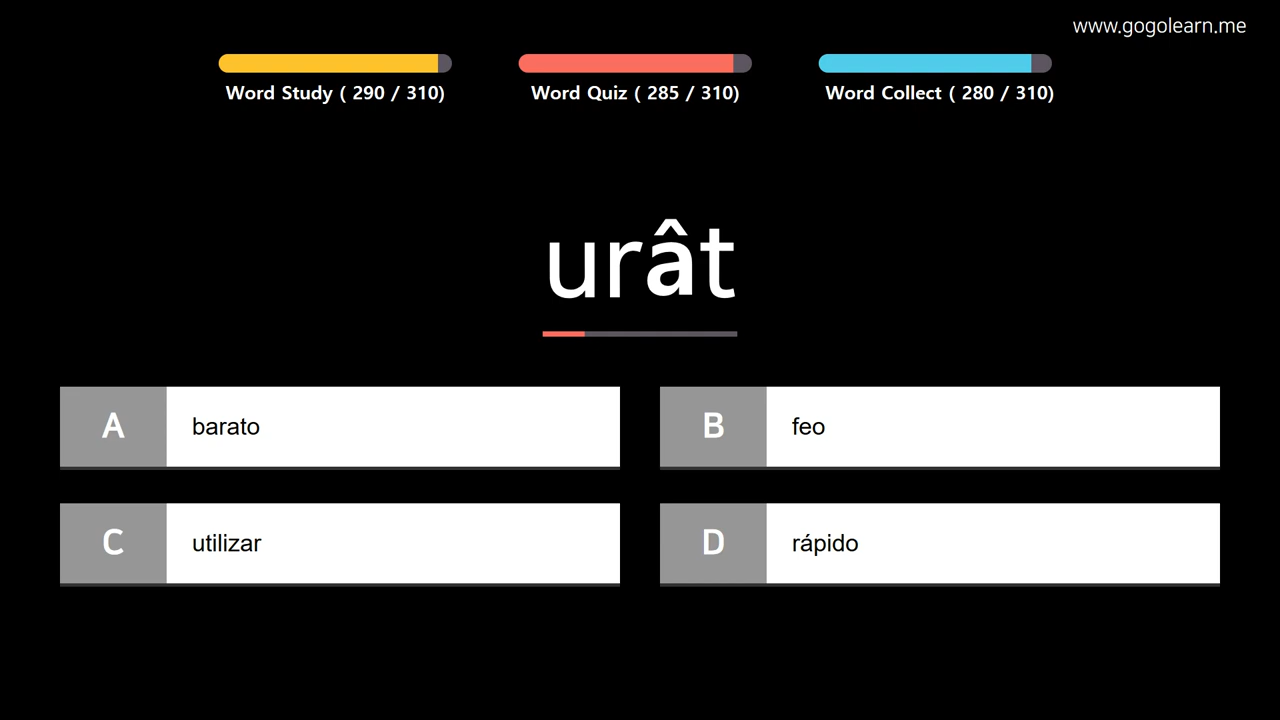 www.gogolearn.me
Word Study ( 290 / 310)
Word Quiz ( 285 / 310)
Word Collect ( 280 / 310)
urât
A barato
B feo
C utilizar
D rápido